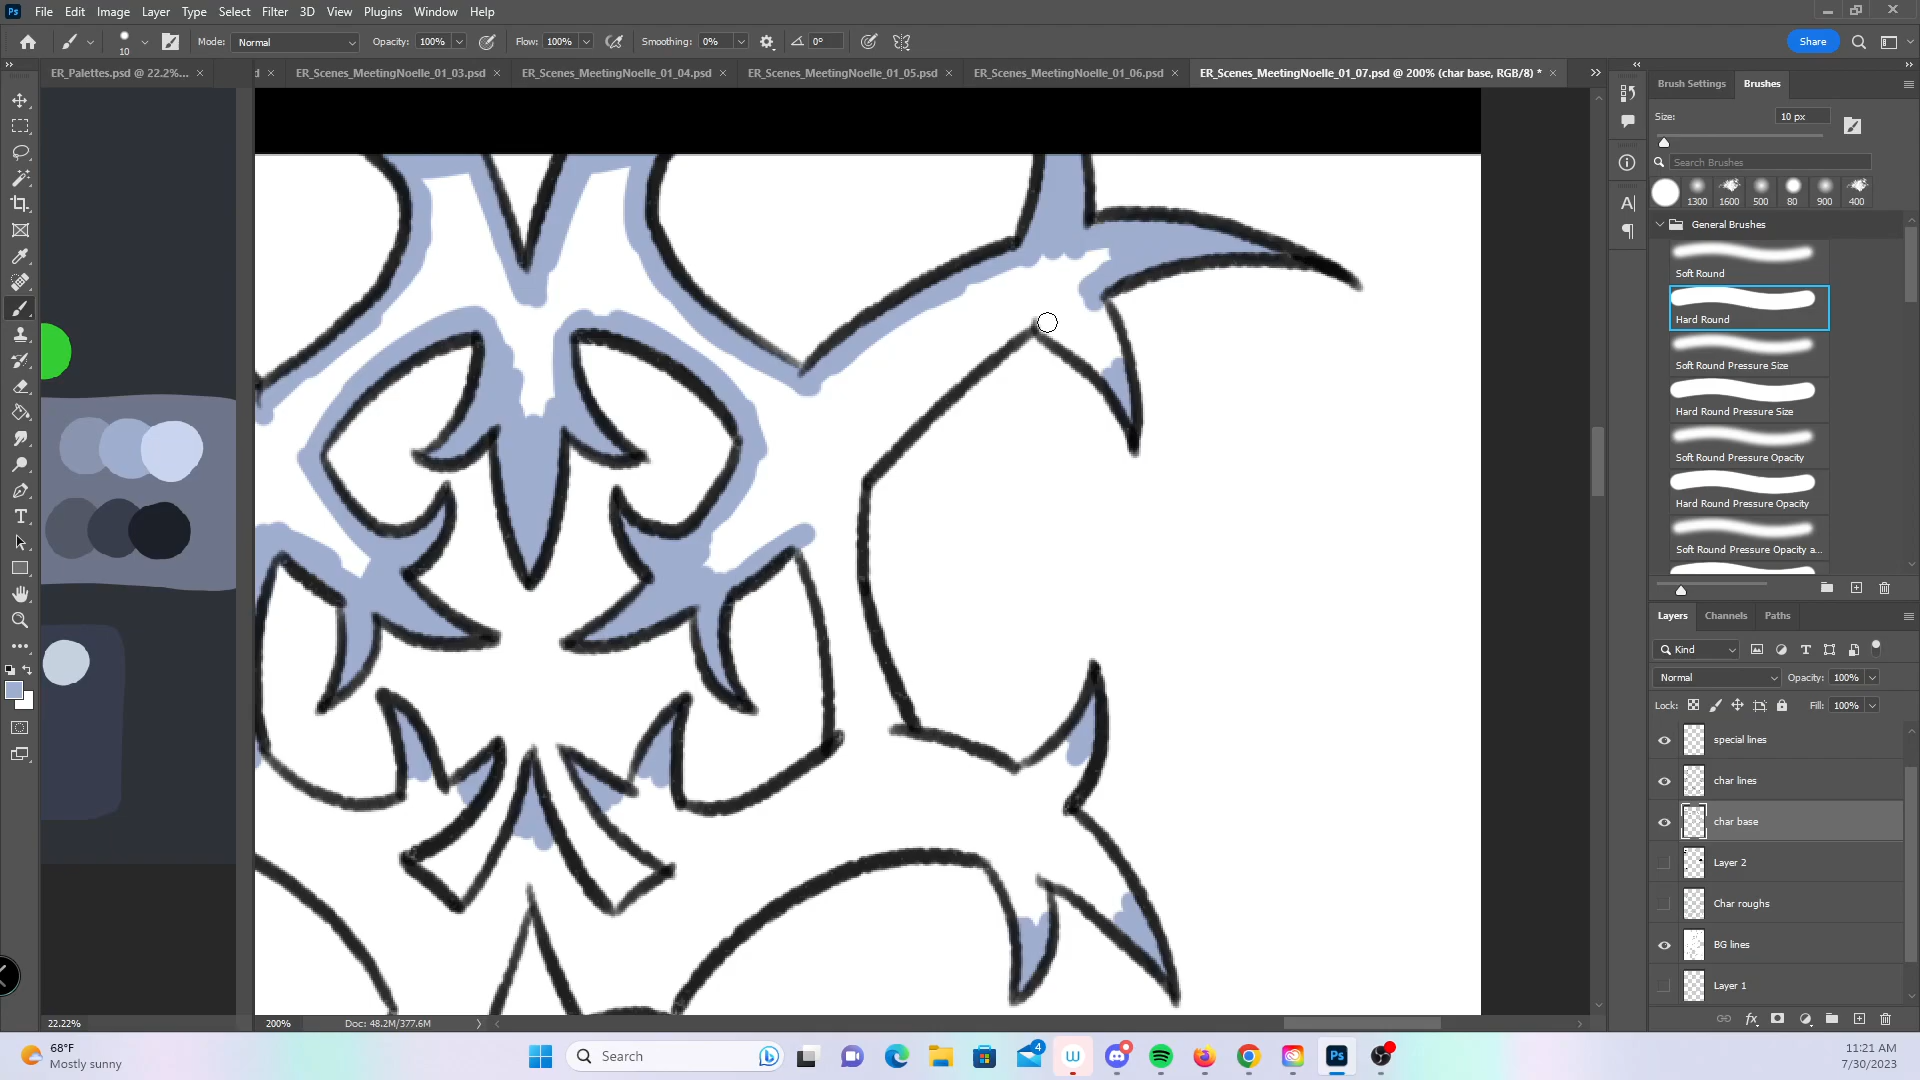 Ps File Edit Image Layer Type Select Filter 3D View Plugins Window Help
10 Mode: Normal Opacity: 100% Flow: 100% Smoothing: 0% 0° Share
ER_Palettes.psd @ 22.2%... × d × ER_Scenes_MeetingNoelle_01_03.psd × ER_Scenes_MeetingNoelle_01_04.psd × ER_Scenes_MeetingNoelle_01_05.psd × ER_Scenes_MeetingNoelle_01_06.psd × ER_Scenes_MeetingNoelle_01_07.psd @ 200% (char base, RGB/8) * ×
Brush Settings Brushes
Size: 10 px
Search Brushes
1300 1600 500 80 900 400
General Brushes
Soft Round
Hard Round
Soft Round Pressure Size
Hard Round Pressure Size
Soft Round Pressure Opacity
Hard Round Pressure Opacity
Soft Round Pressure Opacity a...
Layers Channels Paths
Kind
Normal Opacity: 100%
Lock: Fill: 100%
special lines
char lines
char base
Layer 2
Char roughs
BG lines
Layer 1
22.22% 200% Doc: 48.2M/377.6M
68°F
Mostly sunny
Search
4
Ps
11:21 AM
7/30/2023